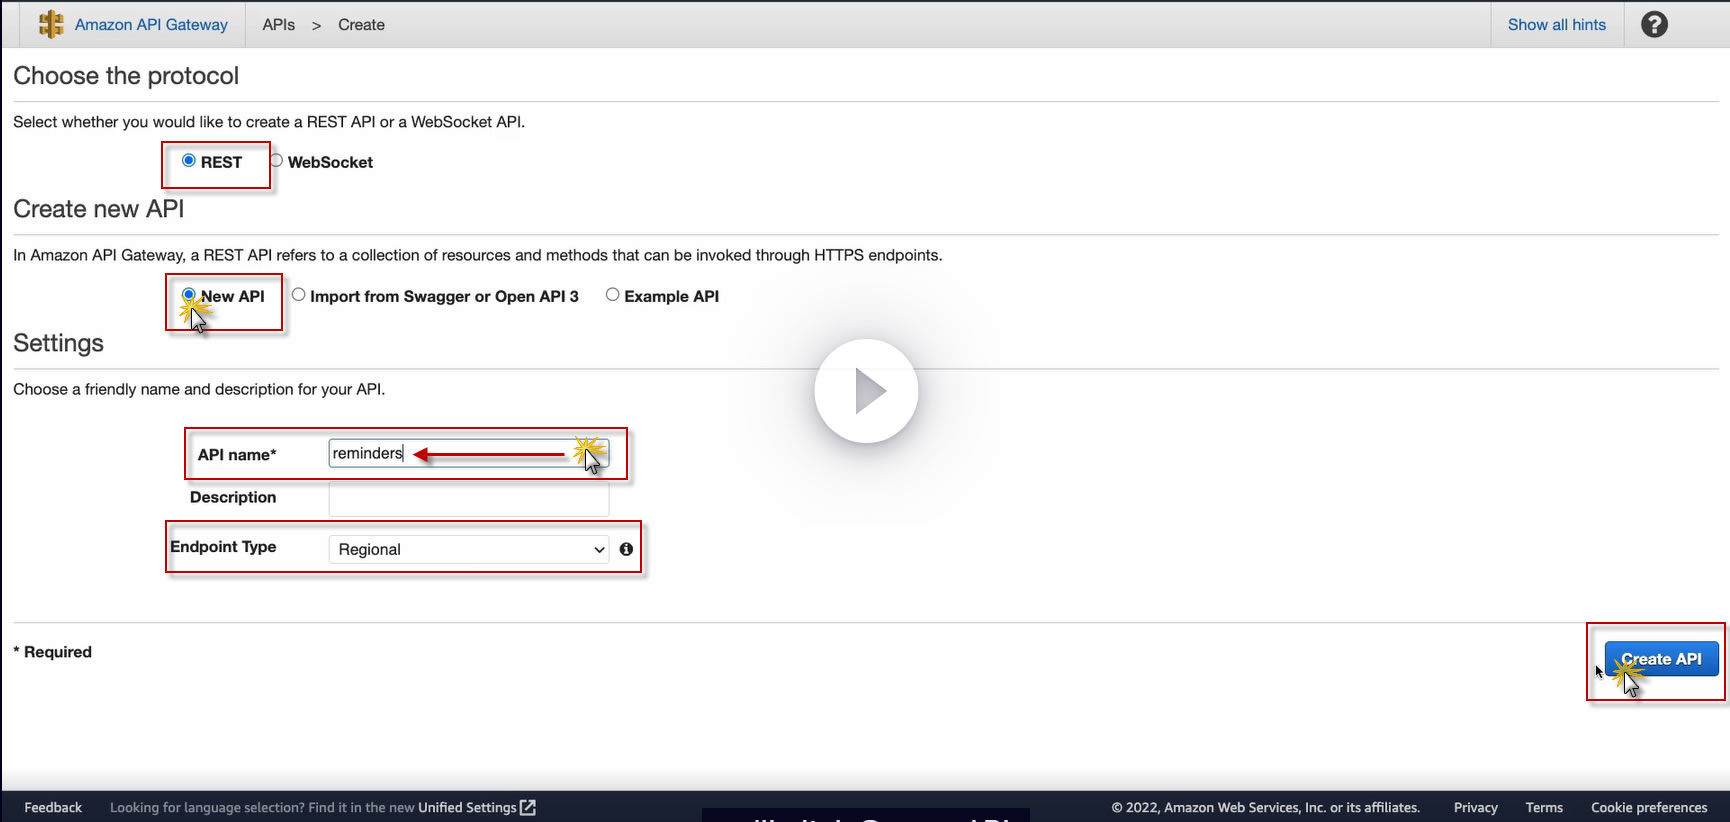 Amazon API Gateway APIs > Create Show all hints ?
Choose the protocol
Select whether you would like to create a REST API or a WebSocket API.
REST WebSocket
Create new API
In Amazon API Gateway, a REST API refers to a collection of resources and methods that can be invoked through HTTPS endpoints.
New API Import from Swagger or Open API 3 Example API
Settings
Choose a friendly name and description for your API.
API name* reminders
Description
Endpoint Type Regional
* Required
Create API
Feedback Looking for language selection? Find it in the new Unified Settings © 2022, Amazon Web Services, Inc. or its affiliates. Privacy Terms Cookie preferences